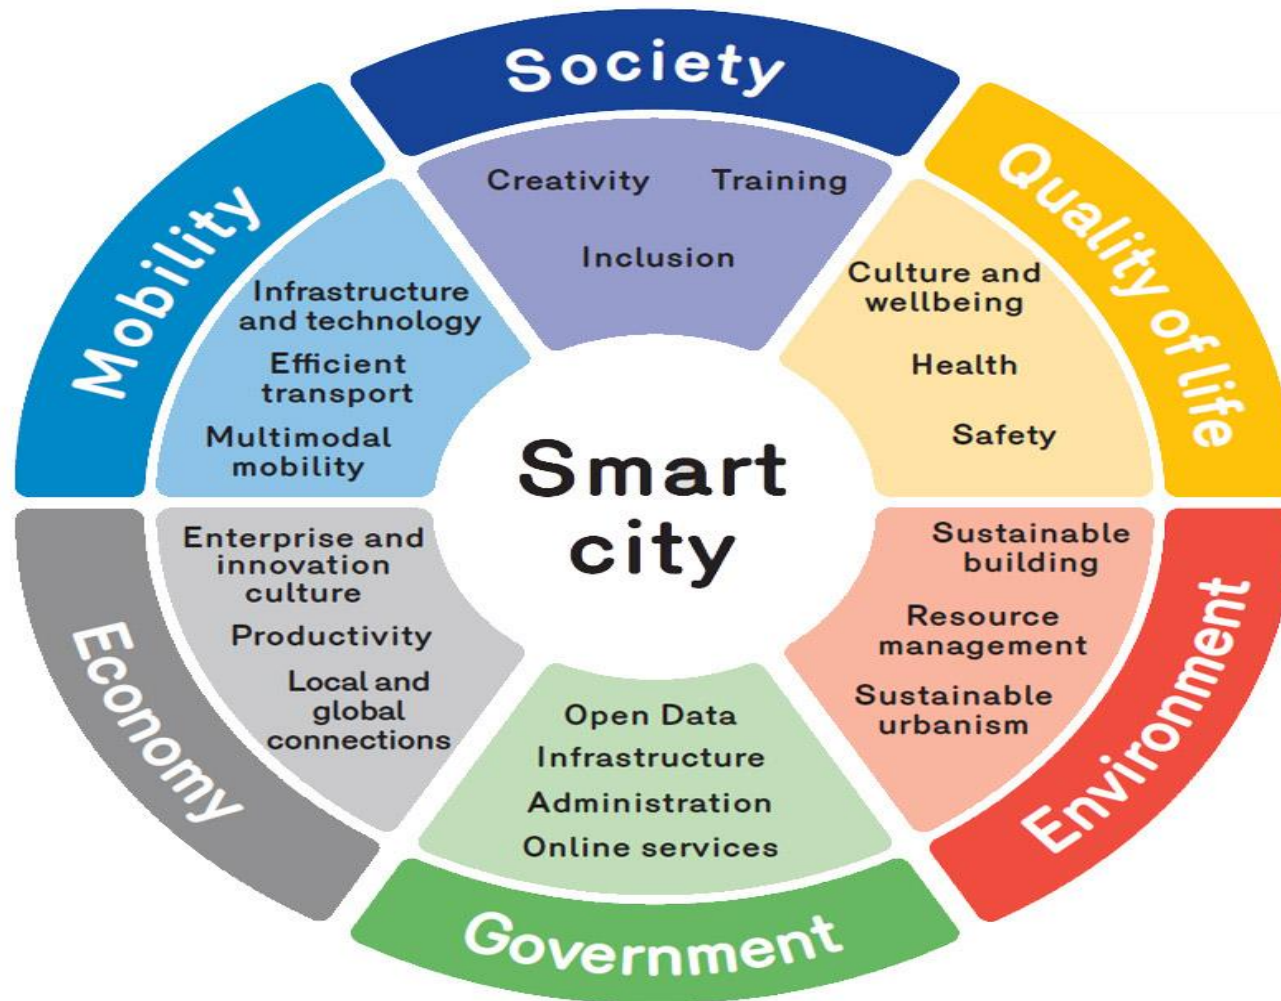 Society
Creativity Training
Inclusion
Quality of life
Culture and
wellbeing
Health
Safety
Environment
Sustainable
building
Resource
management
Sustainable
urbanism
Government
Open Data
Infrastructure
Administration
Online services
Economy
Enterprise and
innovation
culture
Productivity
Local and
global
connections
Mobility
Infrastructure
and technology
Efficient
transport
Multimodal
mobility
Smart
city